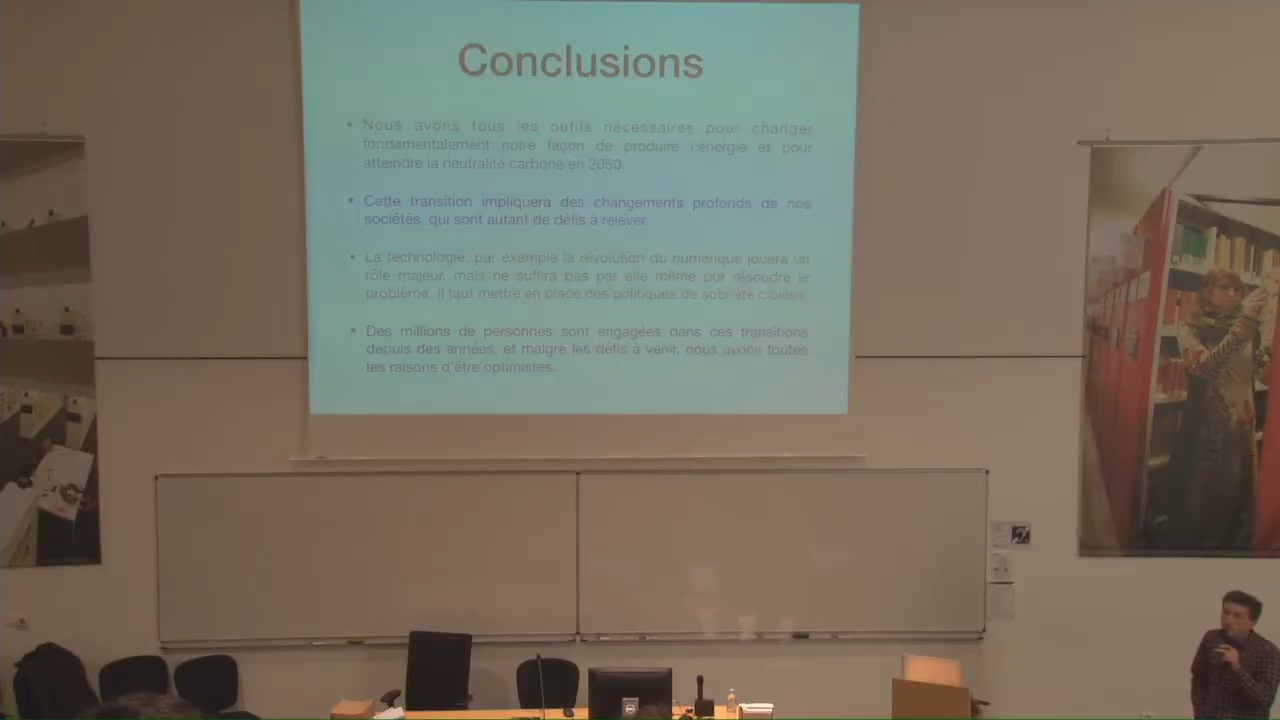 Conclusions
• Nous avons tous les outils nécessaires pour changer
fondamentalement notre façon de produire l'énergie et pour
atteindre la neutralité carbone en 2050.
• Cette transition impliquera des changements profonds de nos
sociétés, qui sont autant de défis à relever.
• La technologie, par exemple la révolution du numérique jouera un
rôle majeur, mais ne suffira pas par elle même pur résoudre le
problème. Il faut mettre en place des politiques de sobriété ciblées.
• Des millions de personnes sont engagées dans ces transitions
depuis des années, et malgré les défis à venir, nous avons toutes
les raisons d'être optimistes.